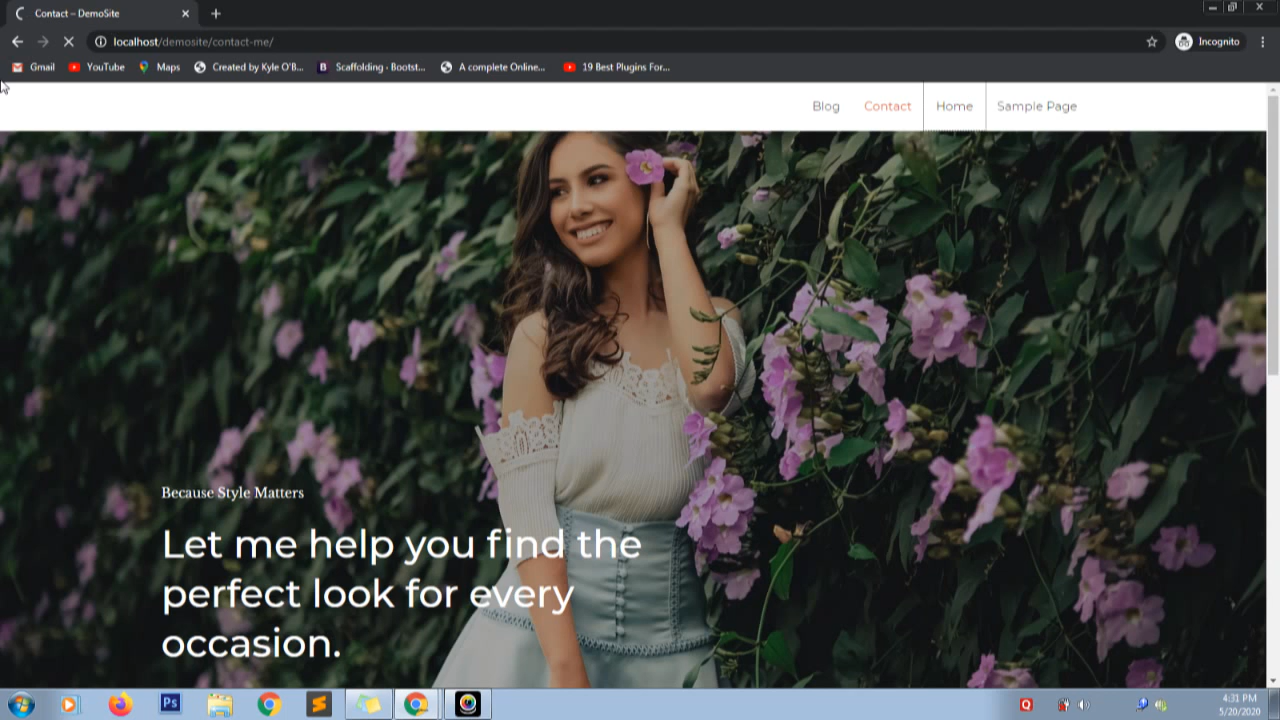 Contact – DemoSite
localhost/demosite/contact-me/
Incognito
Gmail
YouTube
Maps
Created by Kyle O'B...
B
Scaffolding · Bootst...
A complete Online...
19 Best Plugins For...
Blog
Contact
Home
Sample Page
Because Style Matters
Let me help you find the
perfect look for every
occasion.
Ps
Q
4:31 PM
5/20/2020